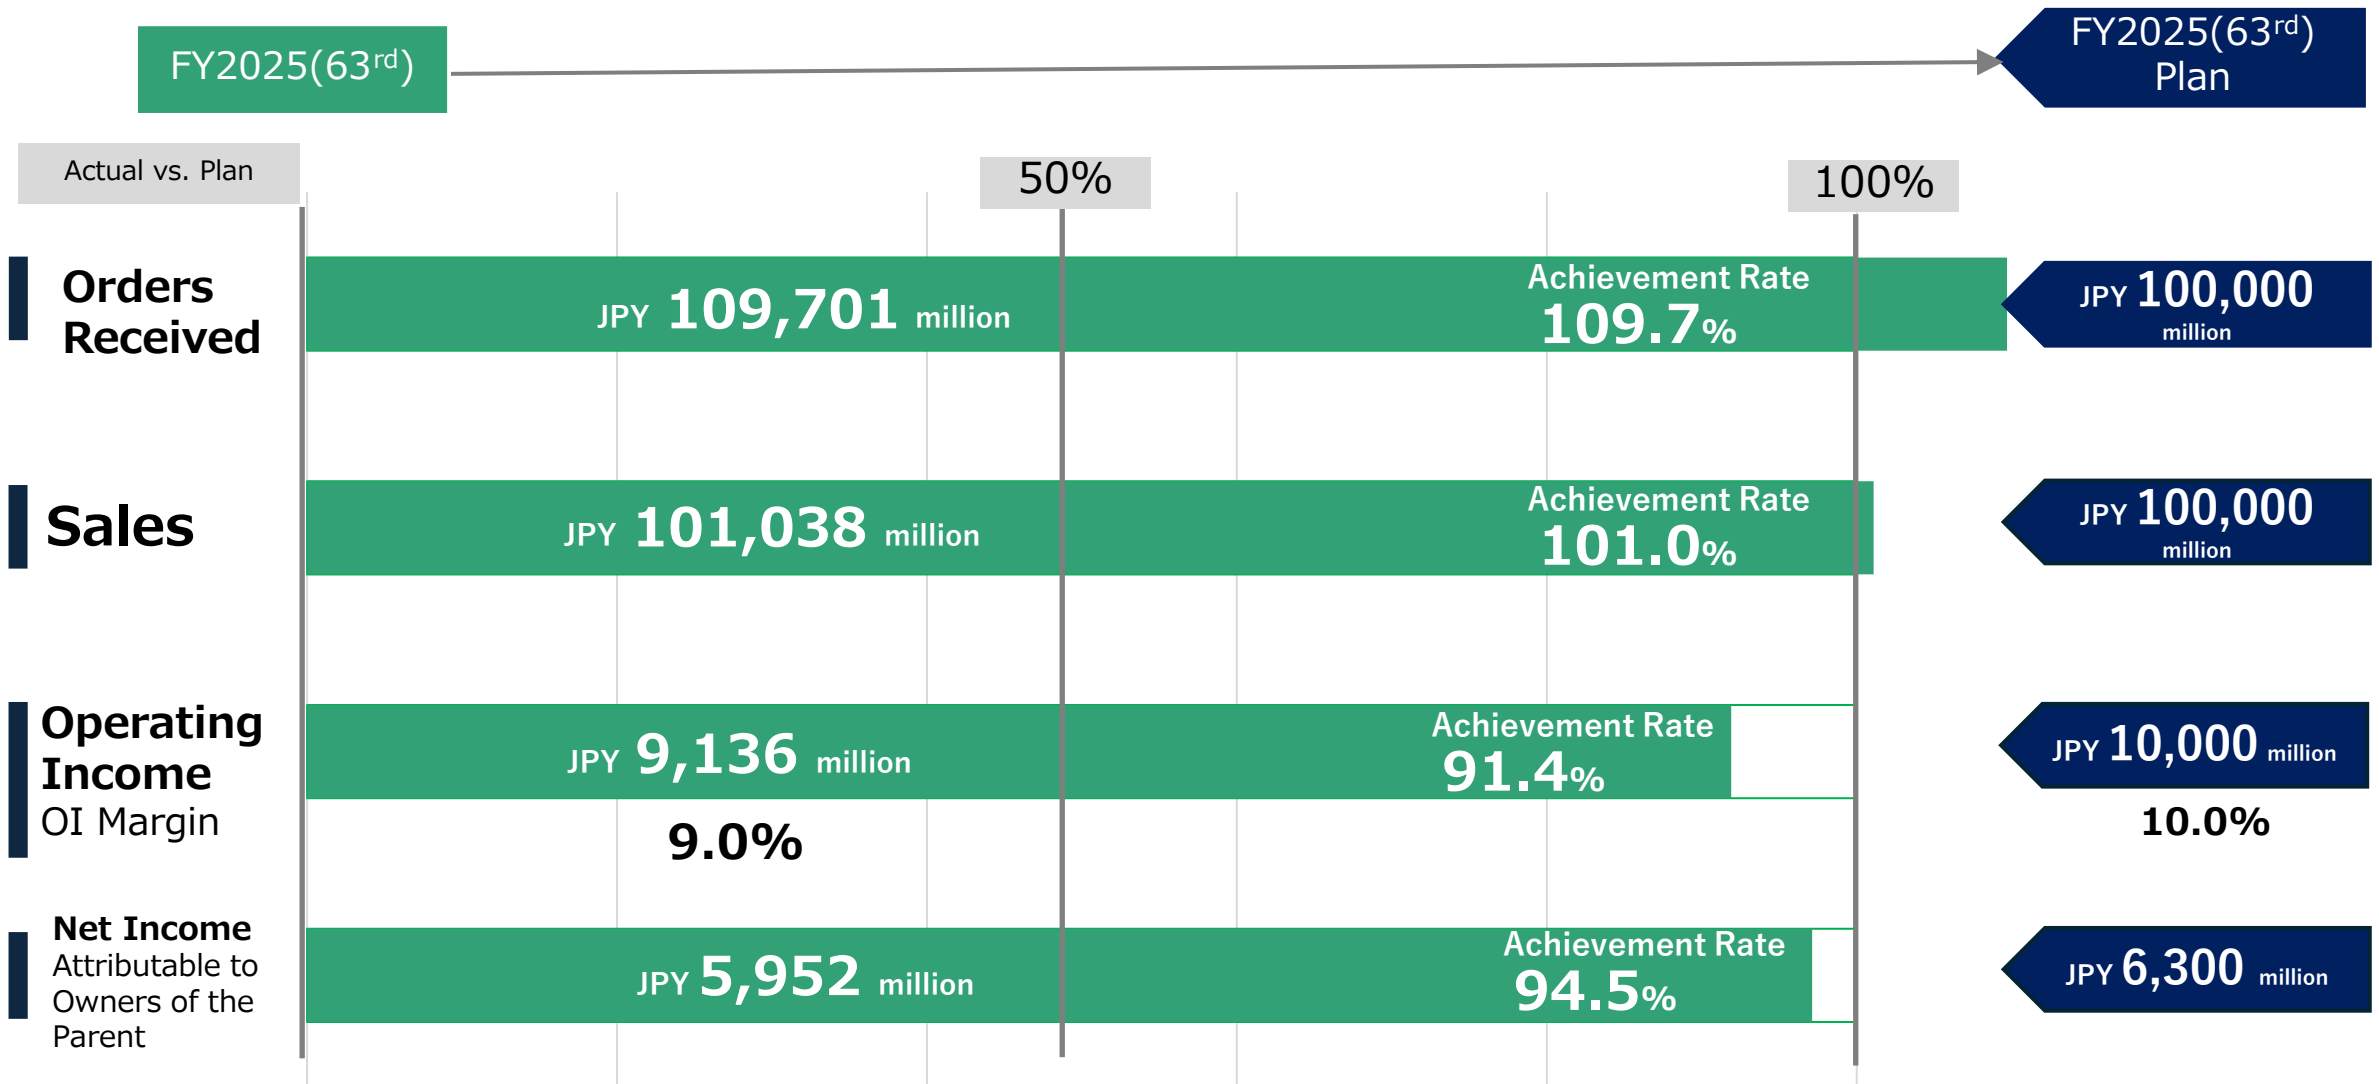 FY2025(63rd)
FY2025(63rd)
Plan
Actual vs. Plan
50%
100%
Orders
Received
JPY 109,701 million
Achievement Rate
109.7%
JPY 100,000
million
Sales
JPY 101,038 million
Achievement Rate
101.0%
JPY 100,000
million
Operating
Income
OI Margin
JPY 9,136 million
9.0%
Achievement Rate
91.4%
JPY 10,000 million
10.0%
Net Income
Attributable to
Owners of the
Parent
JPY 5,952 million
Achievement Rate
94.5%
JPY 6,300 million